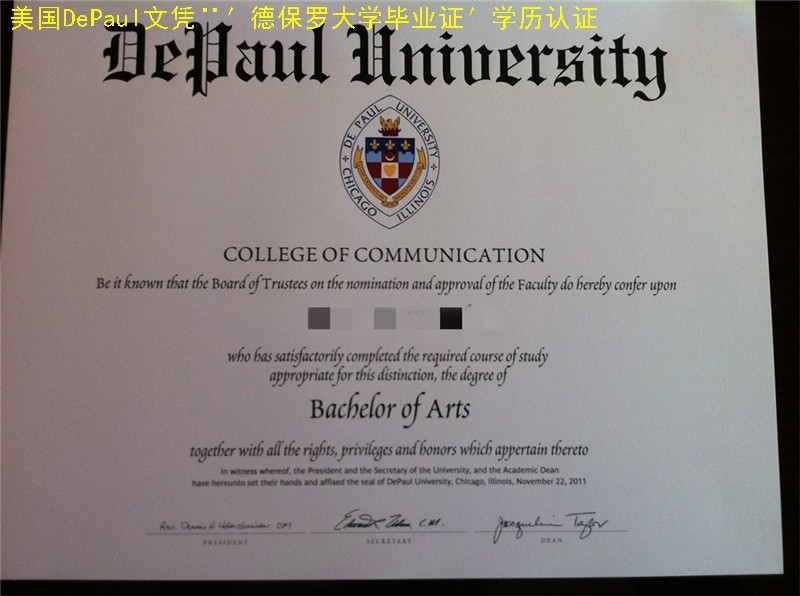 美国DePaul文凭¨′德保罗大学毕业证′学历认证
DePaul University
DE PAUL UNIVERSITY
CHICAGO ILLINOIS
COLLEGE OF COMMUNICATION
Be it known that the Board of Trustees on the nomination and approval of the Faculty do hereby confer upon
who has satisfactorily completed the required course of study
appropriate for this distinction, the degree of
Bachelor of Arts
together with all the rights, privileges and honors which appertain thereto
In witness whereof, the President and the Secretary of the University, and the Academic Dean
have hereunto set their hands and affixed the seal of DePaul University, Chicago, Illinois, November 22, 2011
Jacquelin Taylor
PRESIDENT SECRETARY DEAN